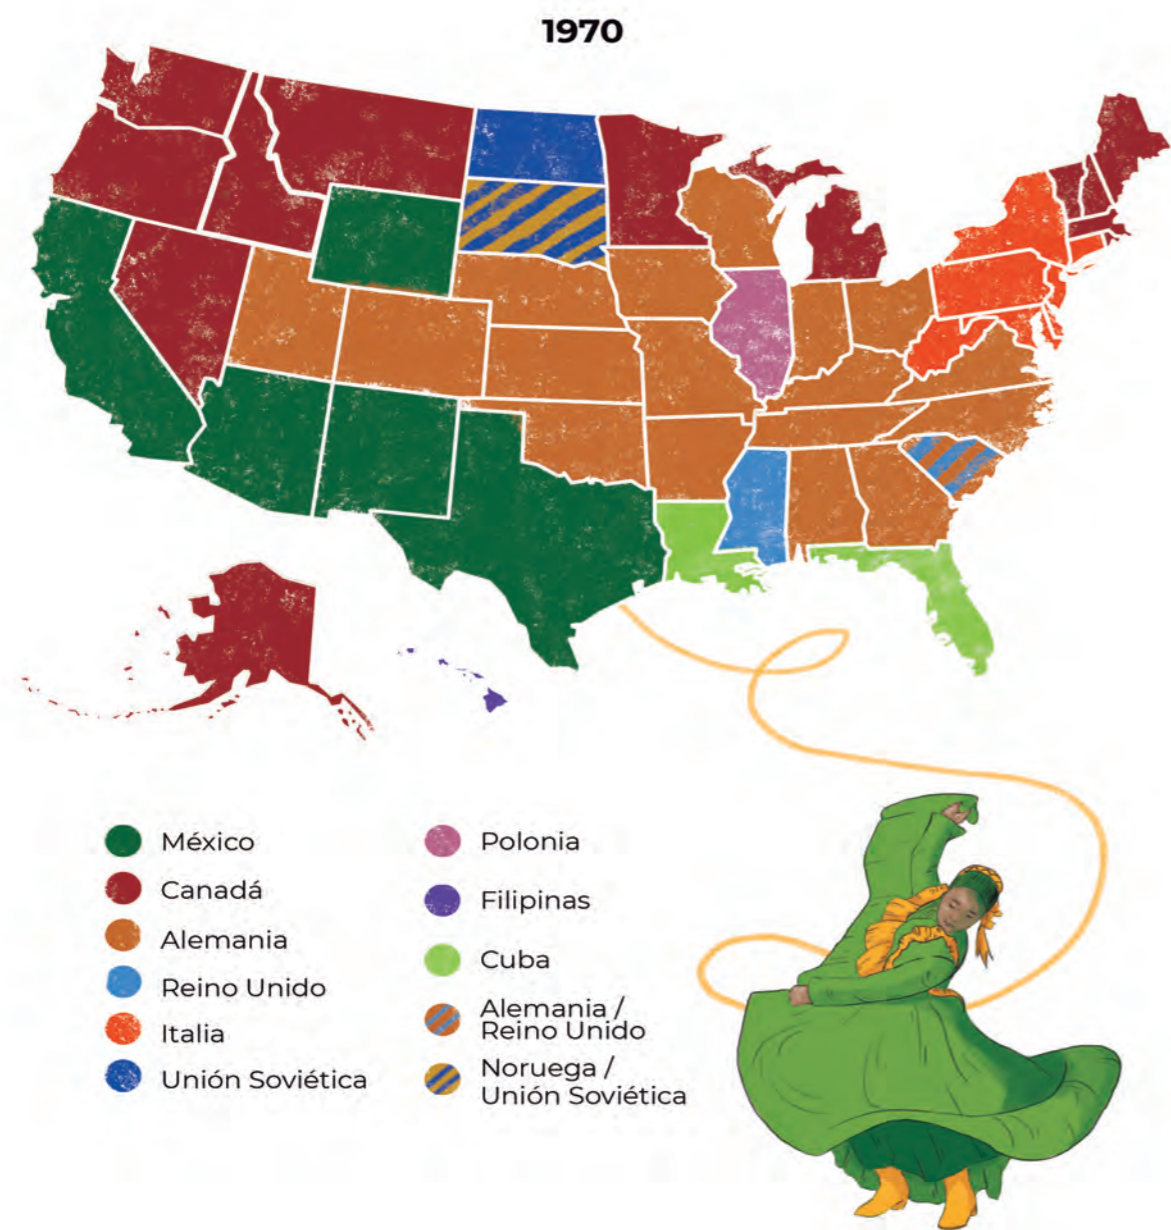 1970
México
Canadá
Alemania
Reino Unido
Italia
Unión Soviética
Polonia
Filipinas
Cuba
Alemania /
Reino Unido
Noruega /
Unión Soviética